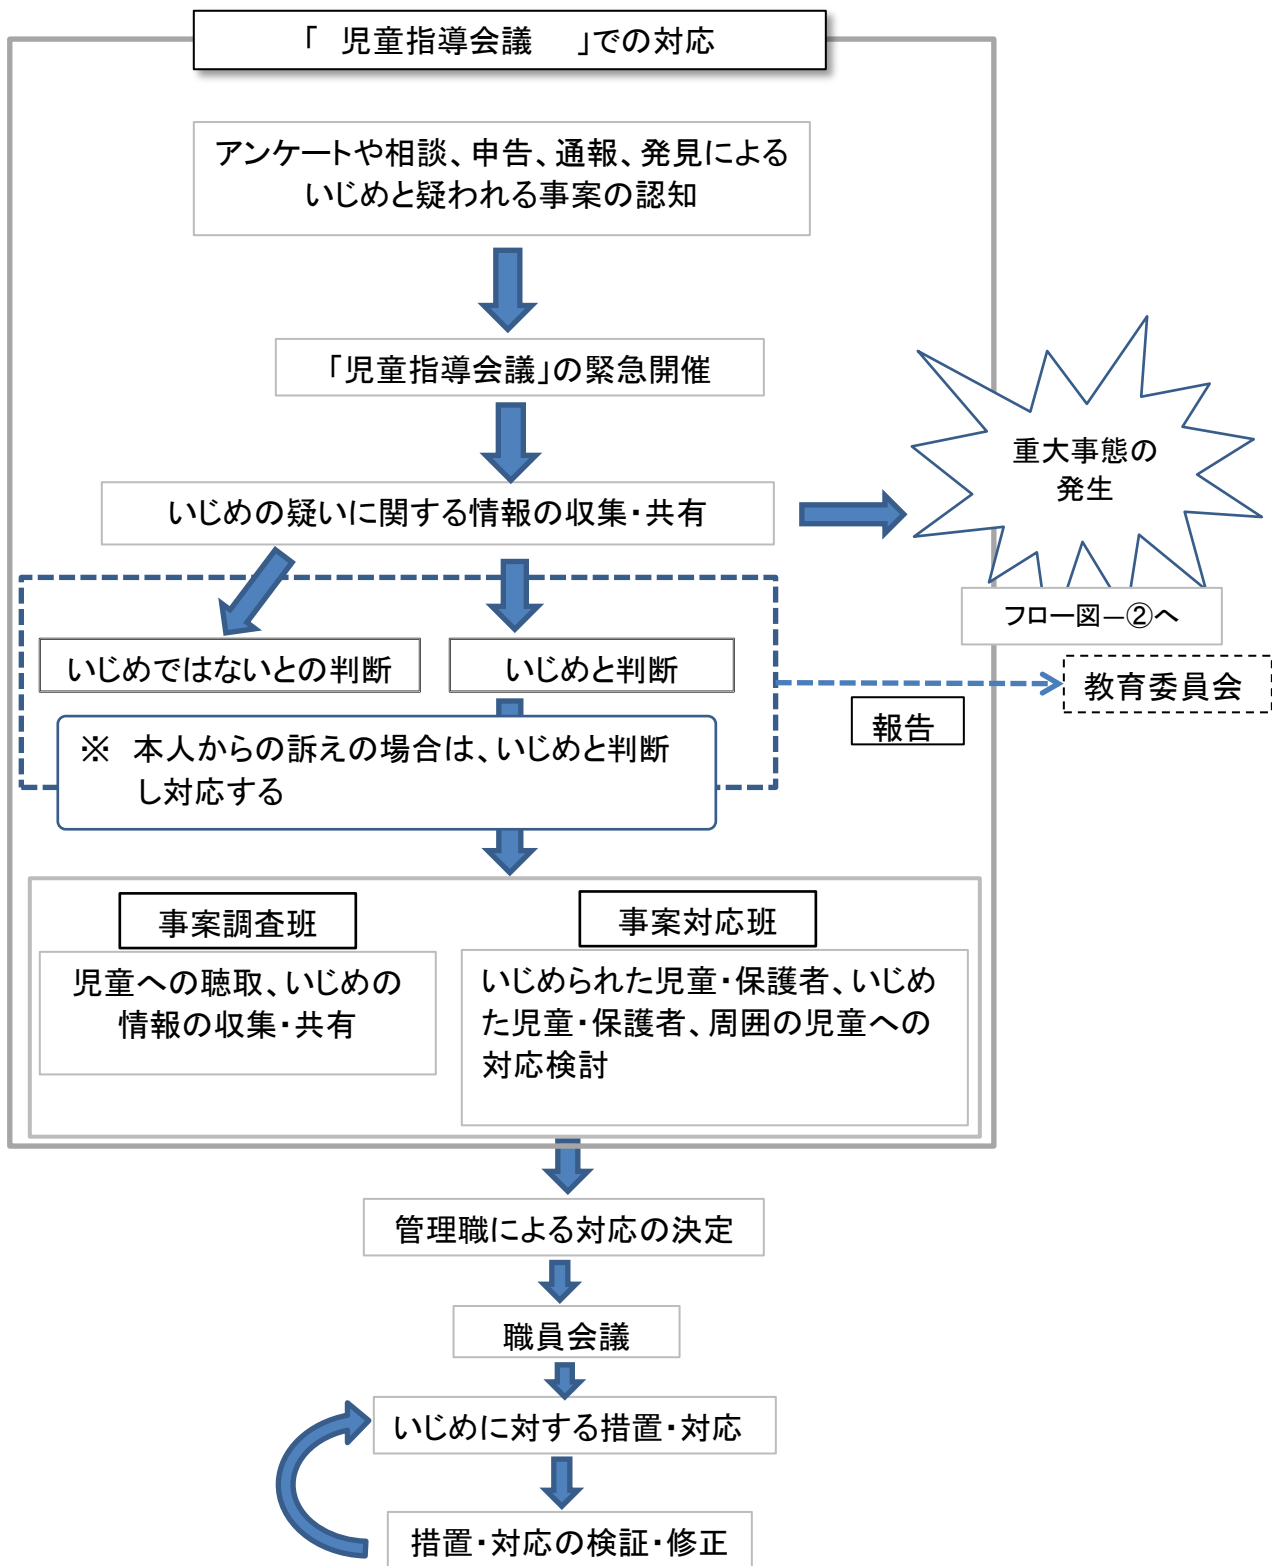 「　児童指導会議　　」での対応
アンケートや相談、申告、通報、発見による
いじめと疑われる事案の認知
「児童指導会議」の緊急開催
いじめの疑いに関する情報の収集・共有
重大事態の
発生
フロー図―②へ
いじめではないとの判断
いじめと判断
教育委員会
報告
※　本人からの訴えの場合は、いじめと判断
し対応する
事案調査班
児童への聴取、いじめの
情報の収集・共有
事案対応班
いじめられた児童・保護者、いじめ
た児童・保護者、周囲の児童への
対応検討
管理職による対応の決定
職員会議
いじめに対する措置・対応
措置・対応の検証・修正